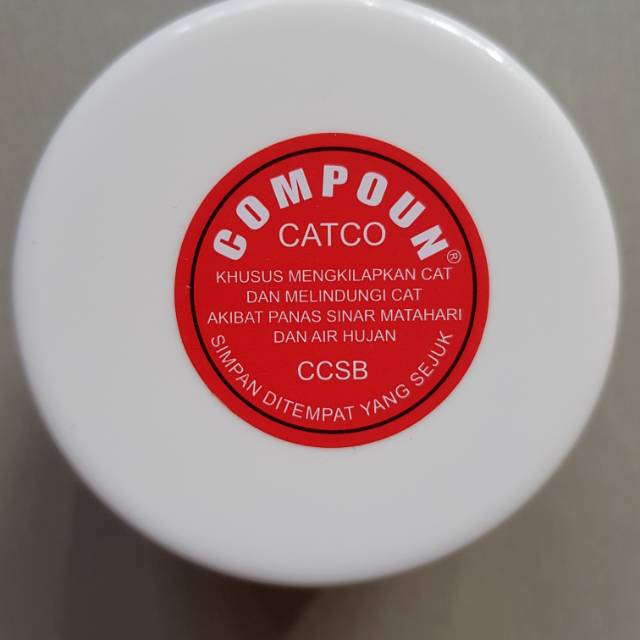 COMPOUN®
CATCO
KHUSUS MENGKILAPKAN CAT
DAN MELINDUNGI CAT
AKIBAT PANAS SINAR MATAHARI
DAN AIR HUJAN
CCSB
SIMPAN DITEMPAT YANG SEJUK